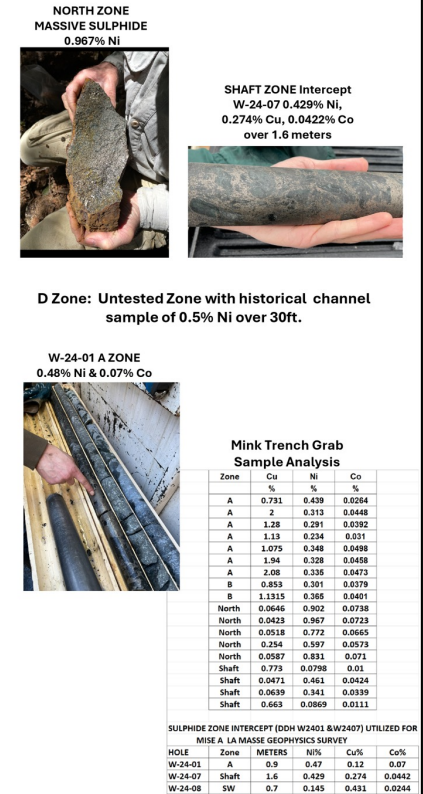 NORTH ZONE
MASSIVE SULPHIDE
0.967% Ni
SHAFT ZONE Intercept
W-24-07 0.429% Ni,
0.274% Cu, 0.0422% Co
over 1.6 meters
D Zone: Untested Zone with historical channel
sample of 0.5% Ni over 30ft.
W-24-01 A ZONE
0.48% Ni & 0.07% Co
Mink Trench Grab
Sample Analysis
Zone Cu Ni Co
% % %
A 0.731 0.439 0.0264
A 2 0.313 0.0448
A 1.28 0.291 0.0392
A 1.13 0.234 0.031
A 1.075 0.348 0.0498
A 1.94 0.328 0.0458
A 2.08 0.335 0.0473
B 0.853 0.301 0.0379
B 1.1315 0.365 0.0401
North 0.0646 0.902 0.0738
North 0.0423 0.967 0.0723
North 0.0518 0.772 0.0665
North 0.254 0.597 0.0573
North 0.0587 0.831 0.071
Shaft 0.773 0.0798 0.01
Shaft 0.0471 0.461 0.0424
Shaft 0.0639 0.341 0.0339
Shaft 0.663 0.0869 0.0111
SULPHIDE ZONE INTERCEPT (DDH W2401 &W2407) UTILIZED FOR
MISE A LA MASSE GEOPHYSICS SURVEY
HOLE Zone METERS Ni% Cu% Co%
W-24-01 A 0.9 0.47 0.12 0.07
W-24-07 Shaft 1.6 0.429 0.274 0.0442
W-24-08 SW 0.7 0.145 0.431 0.0244